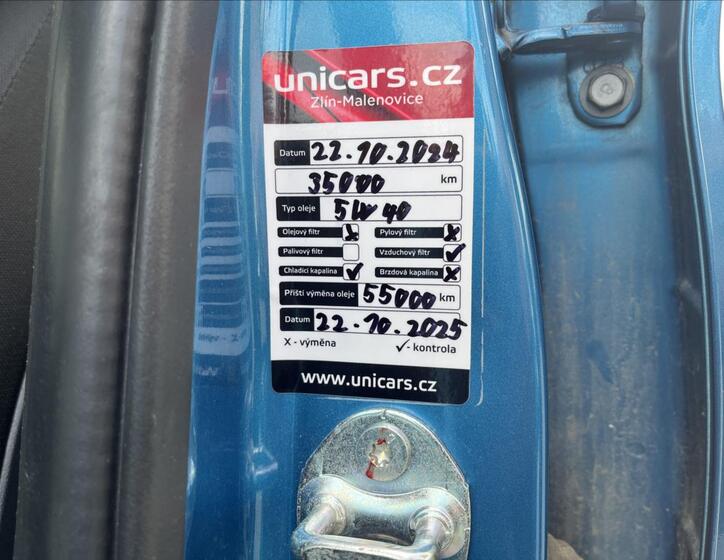 unicars.cz
Zlín-Malenovice
Datum 22.10.2024
35000 km
Typ oleje 5W40
Olejový filtr X Pylový filtr X
Palivový filtr Vzduchový filtr ✓
Chladící kapalina ✓ Brzdová kapalina X
Příští výměna oleje 55000 km
Datum 22.10.2025
X - výměna ✓- kontrola
www.unicars.cz